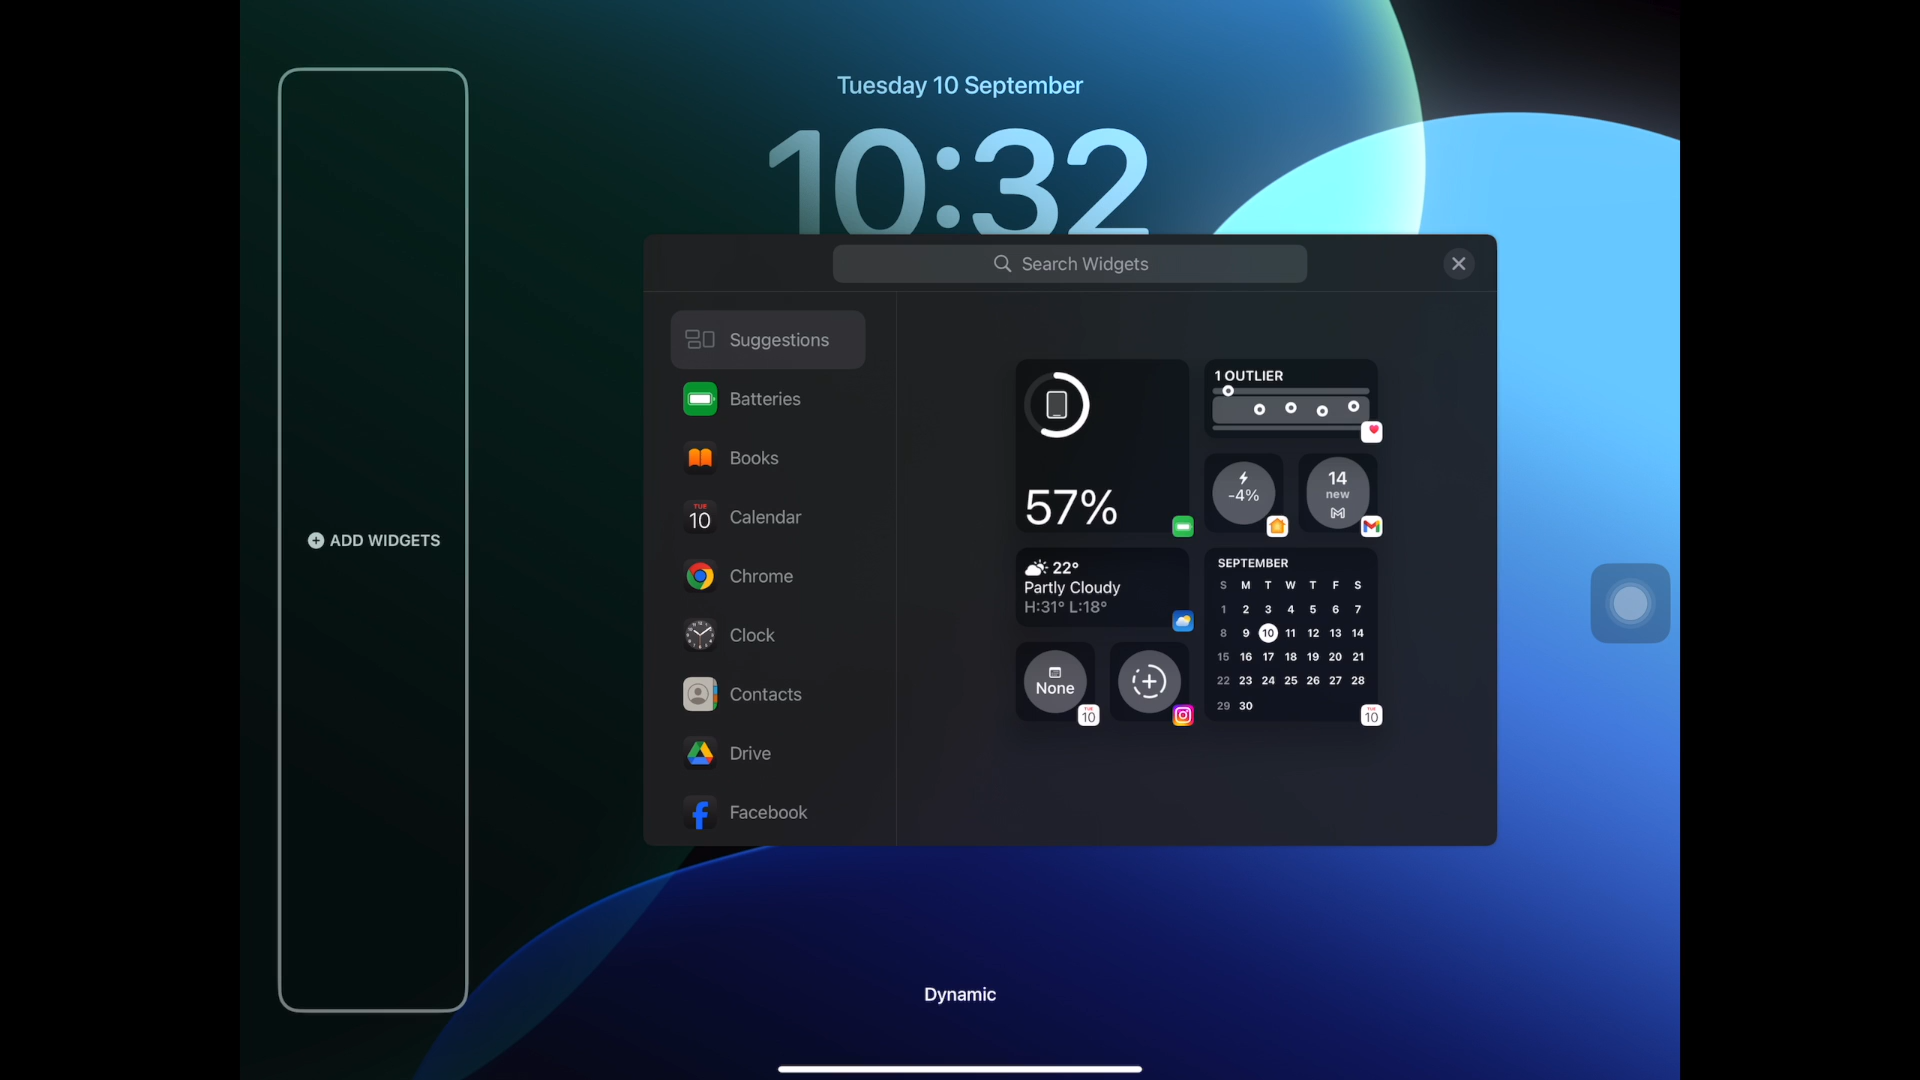 Tuesday 10 September
10:32
Search Widgets
ADD WIDGETS
Suggestions
Batteries
Books
TUE
10
Calendar
Chrome
Clock
Contacts
Drive
Facebook
57%
1 OUTLIER
-4%
14
new
22°
Partly Cloudy
H:31° L:18°
None
TUE
10
SEPTEMBER
S M T W T F S
1 2 3 4 5 6 7
8 9 10 11 12 13 14
15 16 17 18 19 20 21
22 23 24 25 26 27 28
29 30
TUE
10
Dynamic